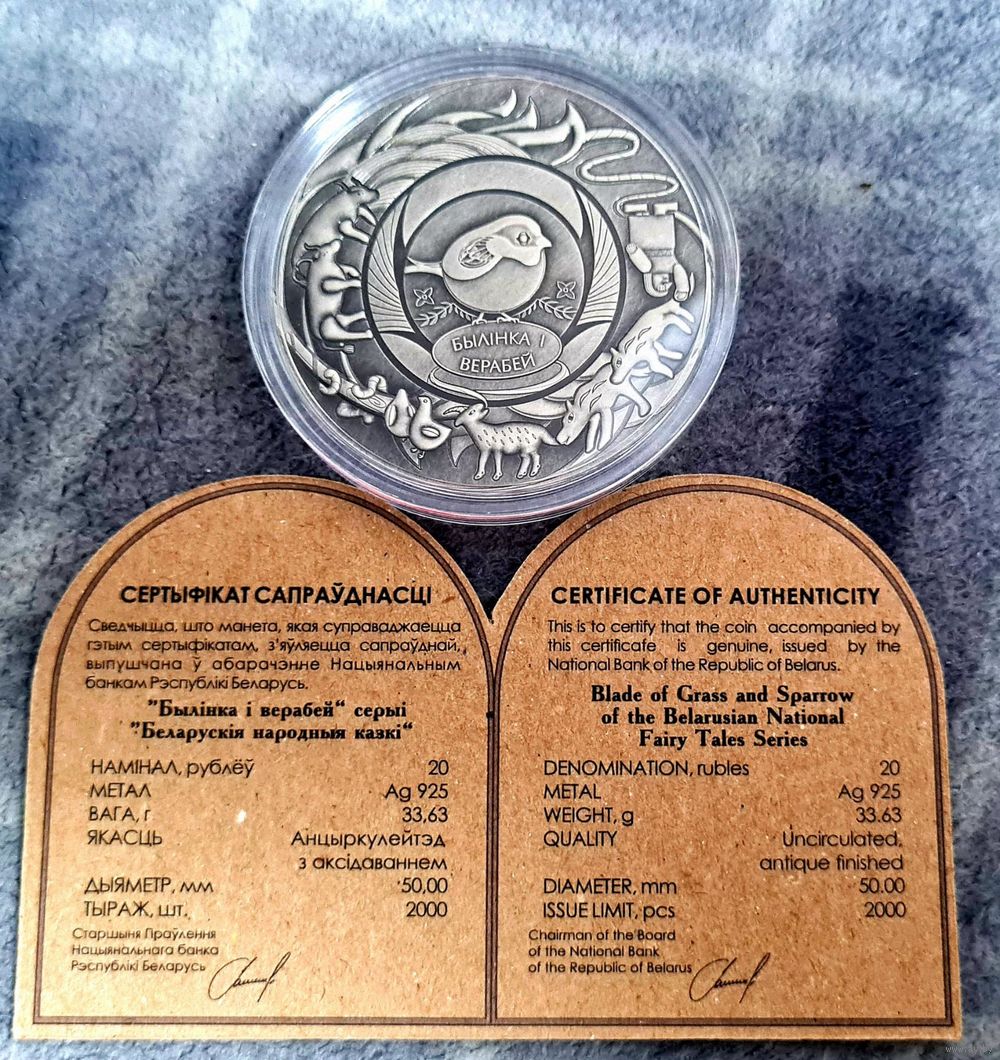 БЫЛІНКА І
ВЕРАБЕЙ
СЕРТЫФІКАТ САПРАЎДНАСЦІ
Сведчыцца, што манета, якая суправаджаецца
гэтым сертыфікатам, з'яўляецца сапраўднай,
выпушчана ў абарачэнне Нацыянальным
банкам Рэспублікі Беларусь.
"Былінка і верабей“ серыі
"Беларускія народныя казкі“
НАМІНАЛ, рублёў 20
МЕТАЛ Ag 925
ВАГА, г 33,63
ЯКАСЦЬ Анцыркулейтэд
з аксідаваннем
ДЫЯМЕТР, мм 50,00
ТЫРАЖ, шт. 2000
Старшыня Праўлення
Нацыянальнага банка
Рэспублікі Беларусь
CERTIFICATE OF AUTHENTICITY
This is to certify that the coin accompanied by
this certificate is genuine, issued by the
National Bank of the Republic of Belarus.
Blade of Grass and Sparrow
of the Belarusian National
Fairy Tales Series
DENOMINATION, rubles 20
METAL Ag 925
WEIGHT, g 33.63
QUALITY Uncirculated,
antique finished
DIAMETER, mm 50.00
ISSUE LIMIT, pcs 2000
Chairman of the Board
of the National Bank
of the Republic of Belarus